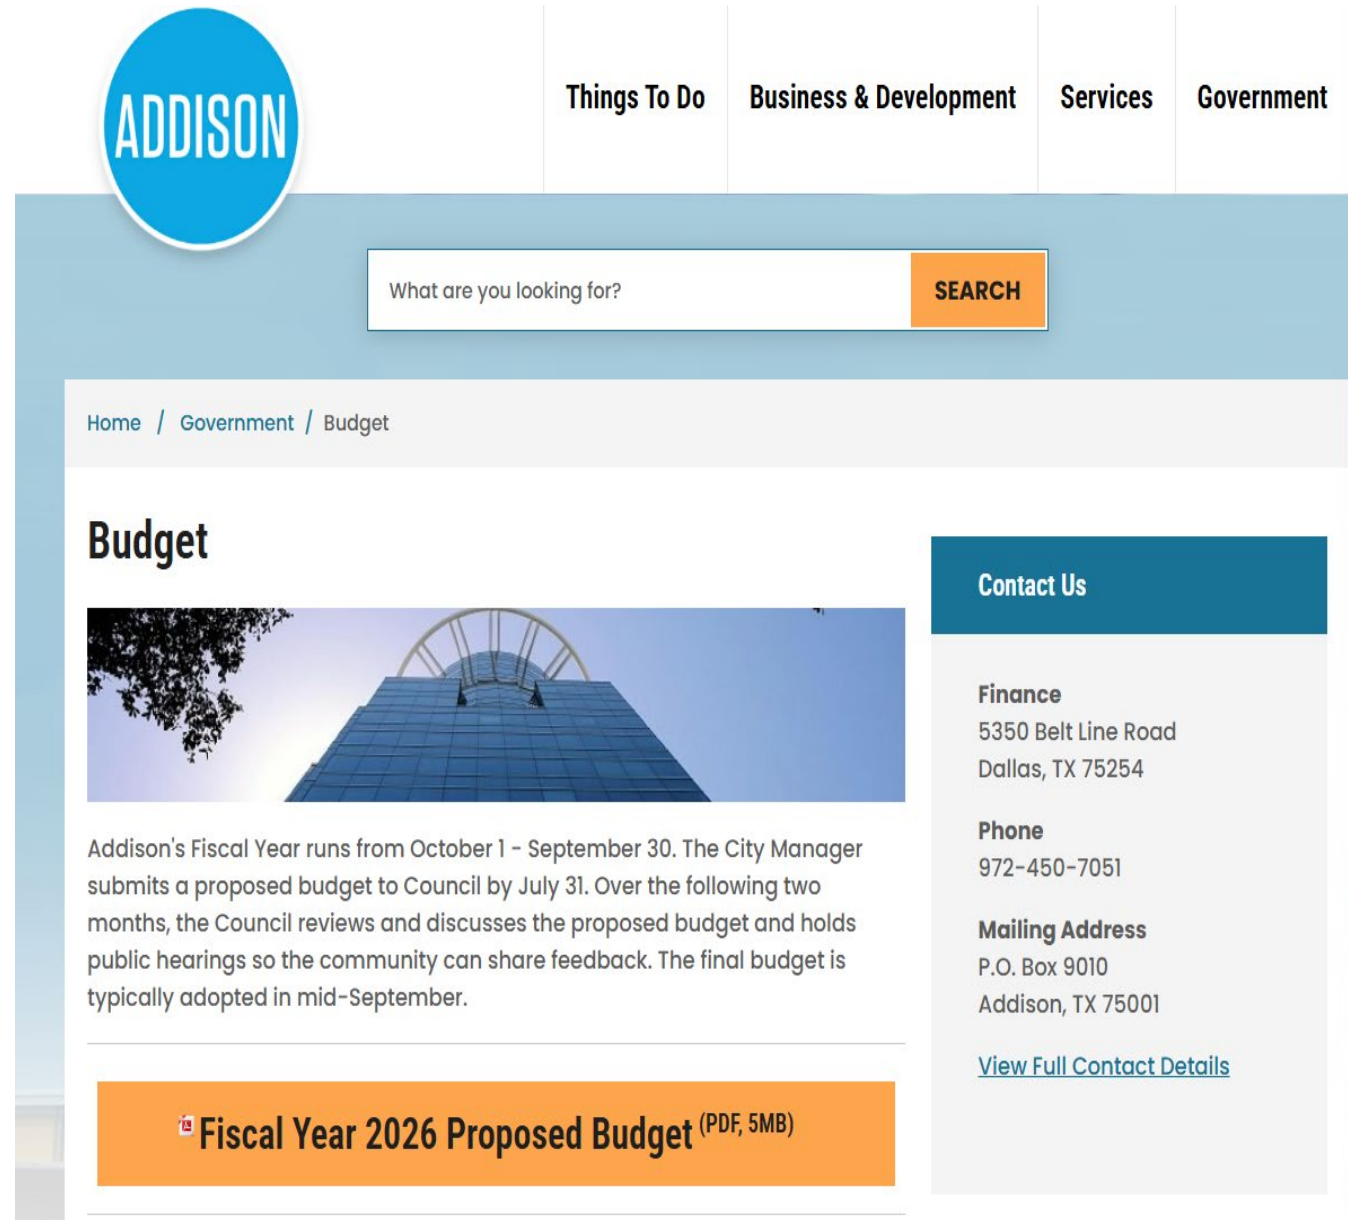 ADDISON
Things To Do
Business & Development
Services
Government
What are you looking for?
SEARCH
Home / Government / Budget
Budget
Addison's Fiscal Year runs from October 1 - September 30. The City Manager
submits a proposed budget to Council by July 31. Over the following two
months, the Council reviews and discusses the proposed budget and holds
public hearings so the community can share feedback. The final budget is
typically adopted in mid-September.
Fiscal Year 2026 Proposed Budget (PDF, 5MB)
Contact Us
Finance
5350 Belt Line Road
Dallas, TX 75254
Phone
972-450-7051
Mailing Address
P.O. Box 9010
Addison, TX 75001
View Full Contact Details